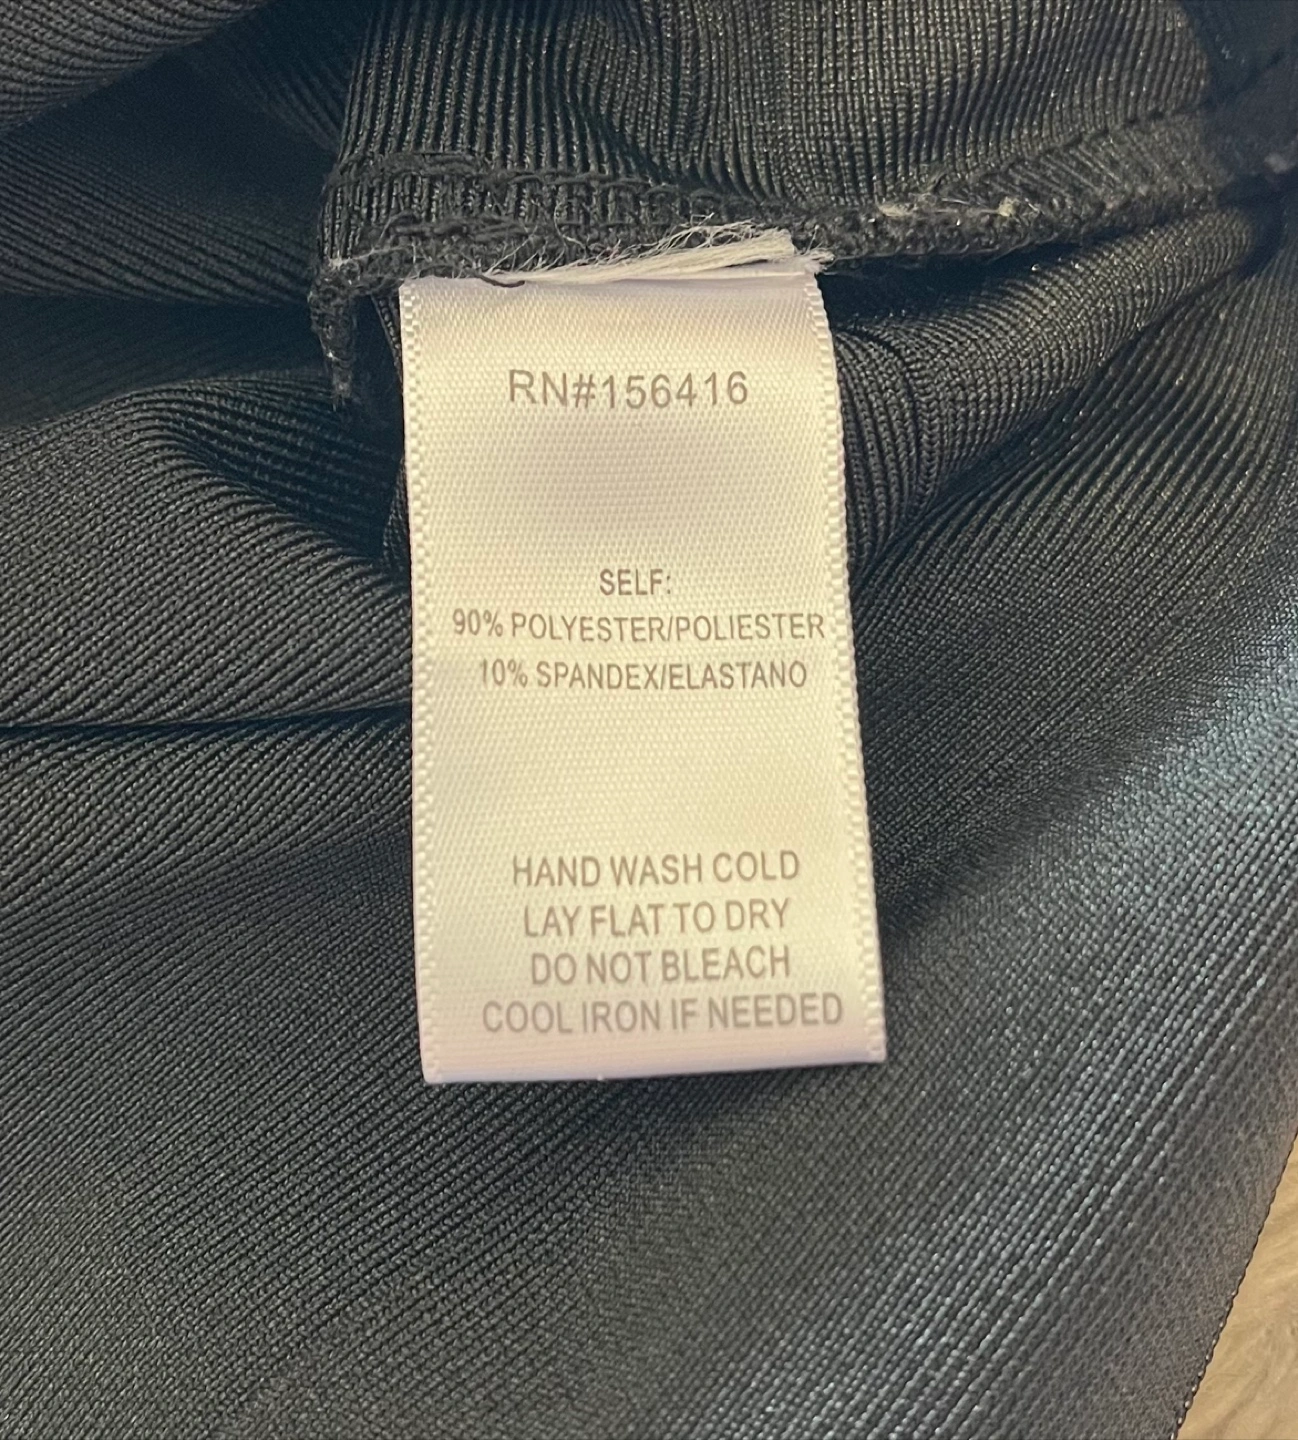 RN#156416
SELF:
90% POLYESTER/POLIESTER
10% SPANDEX/ELASTANO
HAND WASH COLD
LAY FLAT TO DRY
DO NOT BLEACH
COOL IRON IF NEEDED